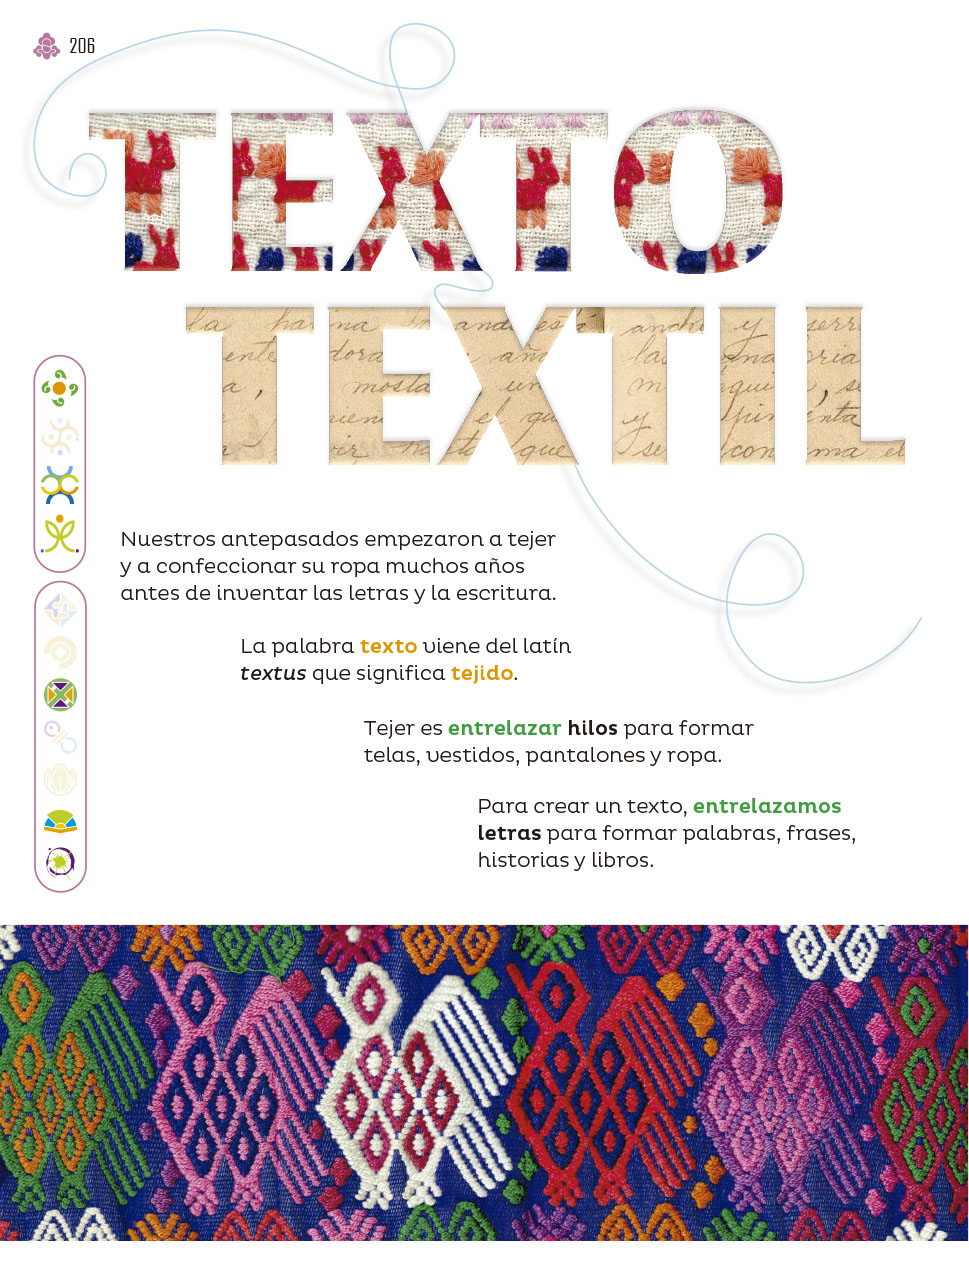 206
TEXTO
TEXTIL
Nuestros antepasados empezaron a tejer
y a confeccionar su ropa muchos años
antes de inventar las letras y la escritura.
La palabra texto viene del latín
textus que significa tejido.
Tejer es entrelazar hilos para formar
telas, vestidos, pantalones y ropa.
Para crear un texto, entrelazamos
letras para formar palabras, frases,
historias y libros.